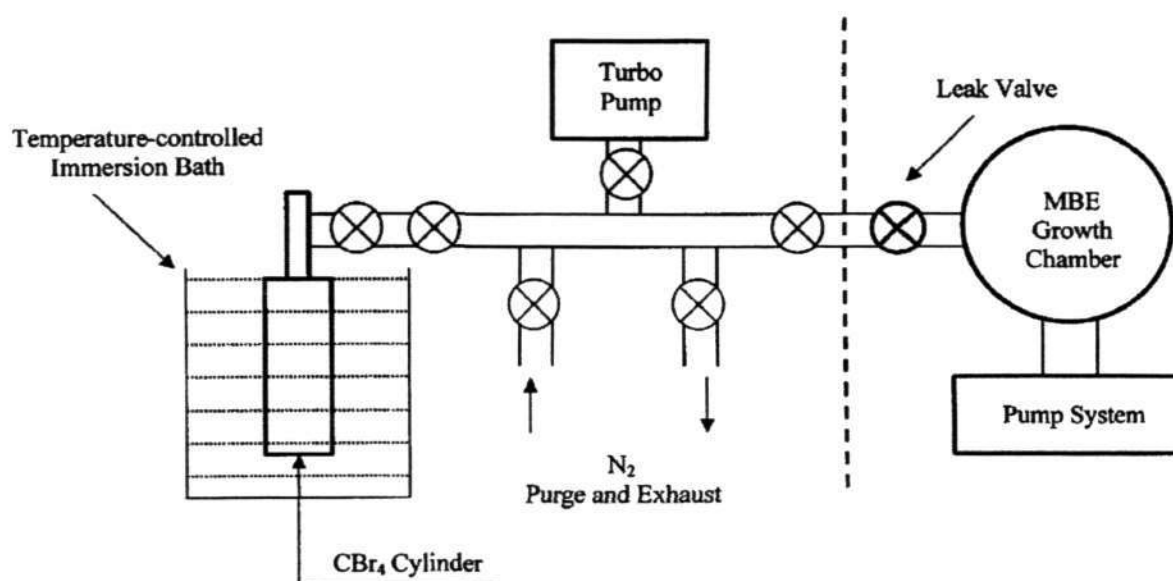 Turbo
Pump
Leak Valve
Temperature-controlled
Immersion Bath
MBE
Growth
Chamber
Pump System
N₂
Purge and Exhaust
CBr₄ Cylinder